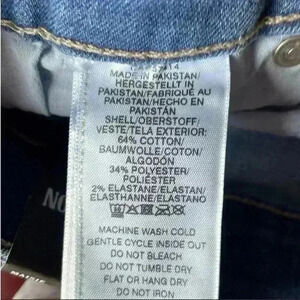 MADE IN PAKISTAN/
HERGESTELLT IN
PAKISTAN/FABRIQUÉ AU
PAKISTAN/HECHO EN
PAKISTÁN
SHELL/OBERSTOFF/
VESTE/TELA EXTERIOR:
64% COTTON/
BAUMWOLLE/COTON/
ALGODÓN
34% POLYESTER/
POLIÉSTER
2% ELASTANE/ELASTAN/
ELASTHANNE/ELASTANO
MACHINE WASH COLD
GENTLE CYCLE INSIDE OUT
DO NOT BLEACH
DO NOT TUMBLE DRY
FLAT OR HANG DRY
DO NOT IRON
NO